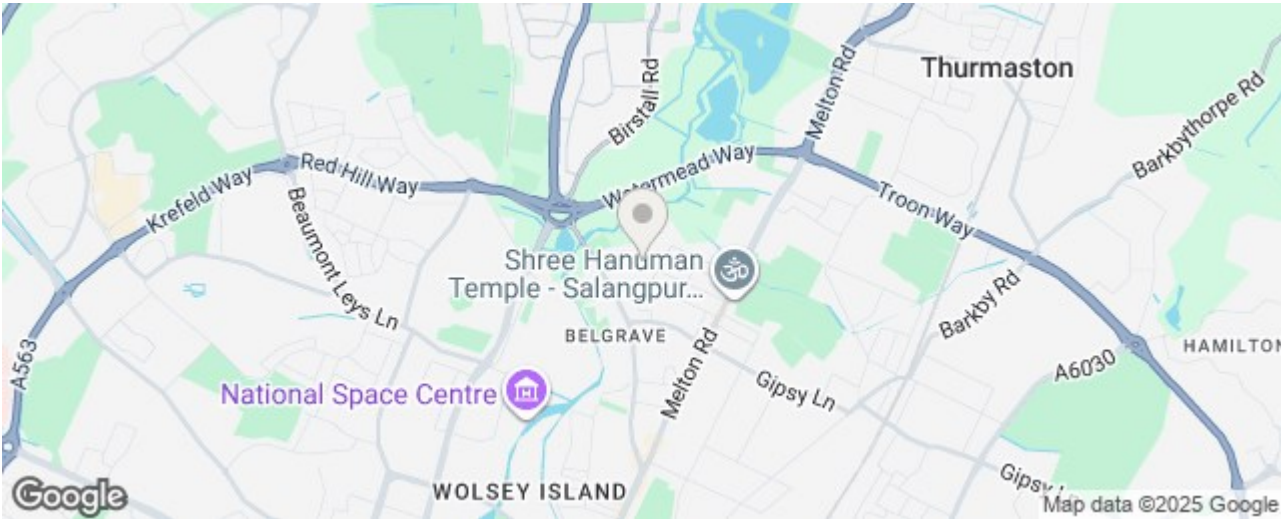 Thurmaston
Melton Rd
Birstall Rd
Barkbythorpe Rd
Watermead Way
Red Hill Way
Krefeld Way
Troon Way
Beaumont Leys Ln
Shree Hanuman
Temple - Salangpur...
Barkby Rd
BELGRAVE
HAMILTON
A563
A6030
Melton Rd
Gipsy Ln
National Space Centre
Gipsy
WOLSEY ISLAND
Google
Map data ©2025 Google